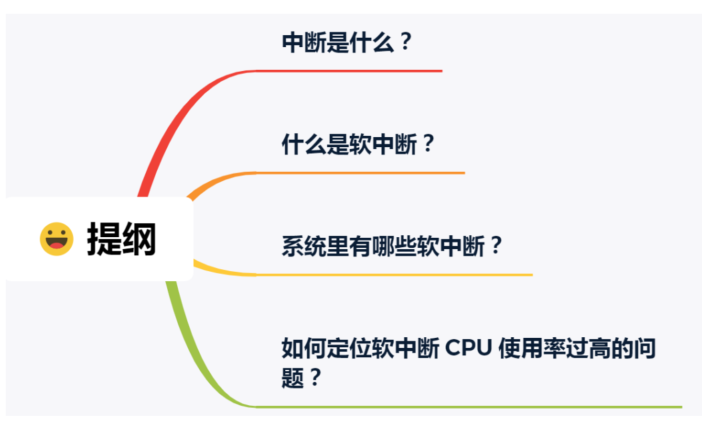 中断是什么？
什么是软中断？
提纲
系统里有哪些软中断？
如何定位软中断 CPU 使用率过高的问
题？